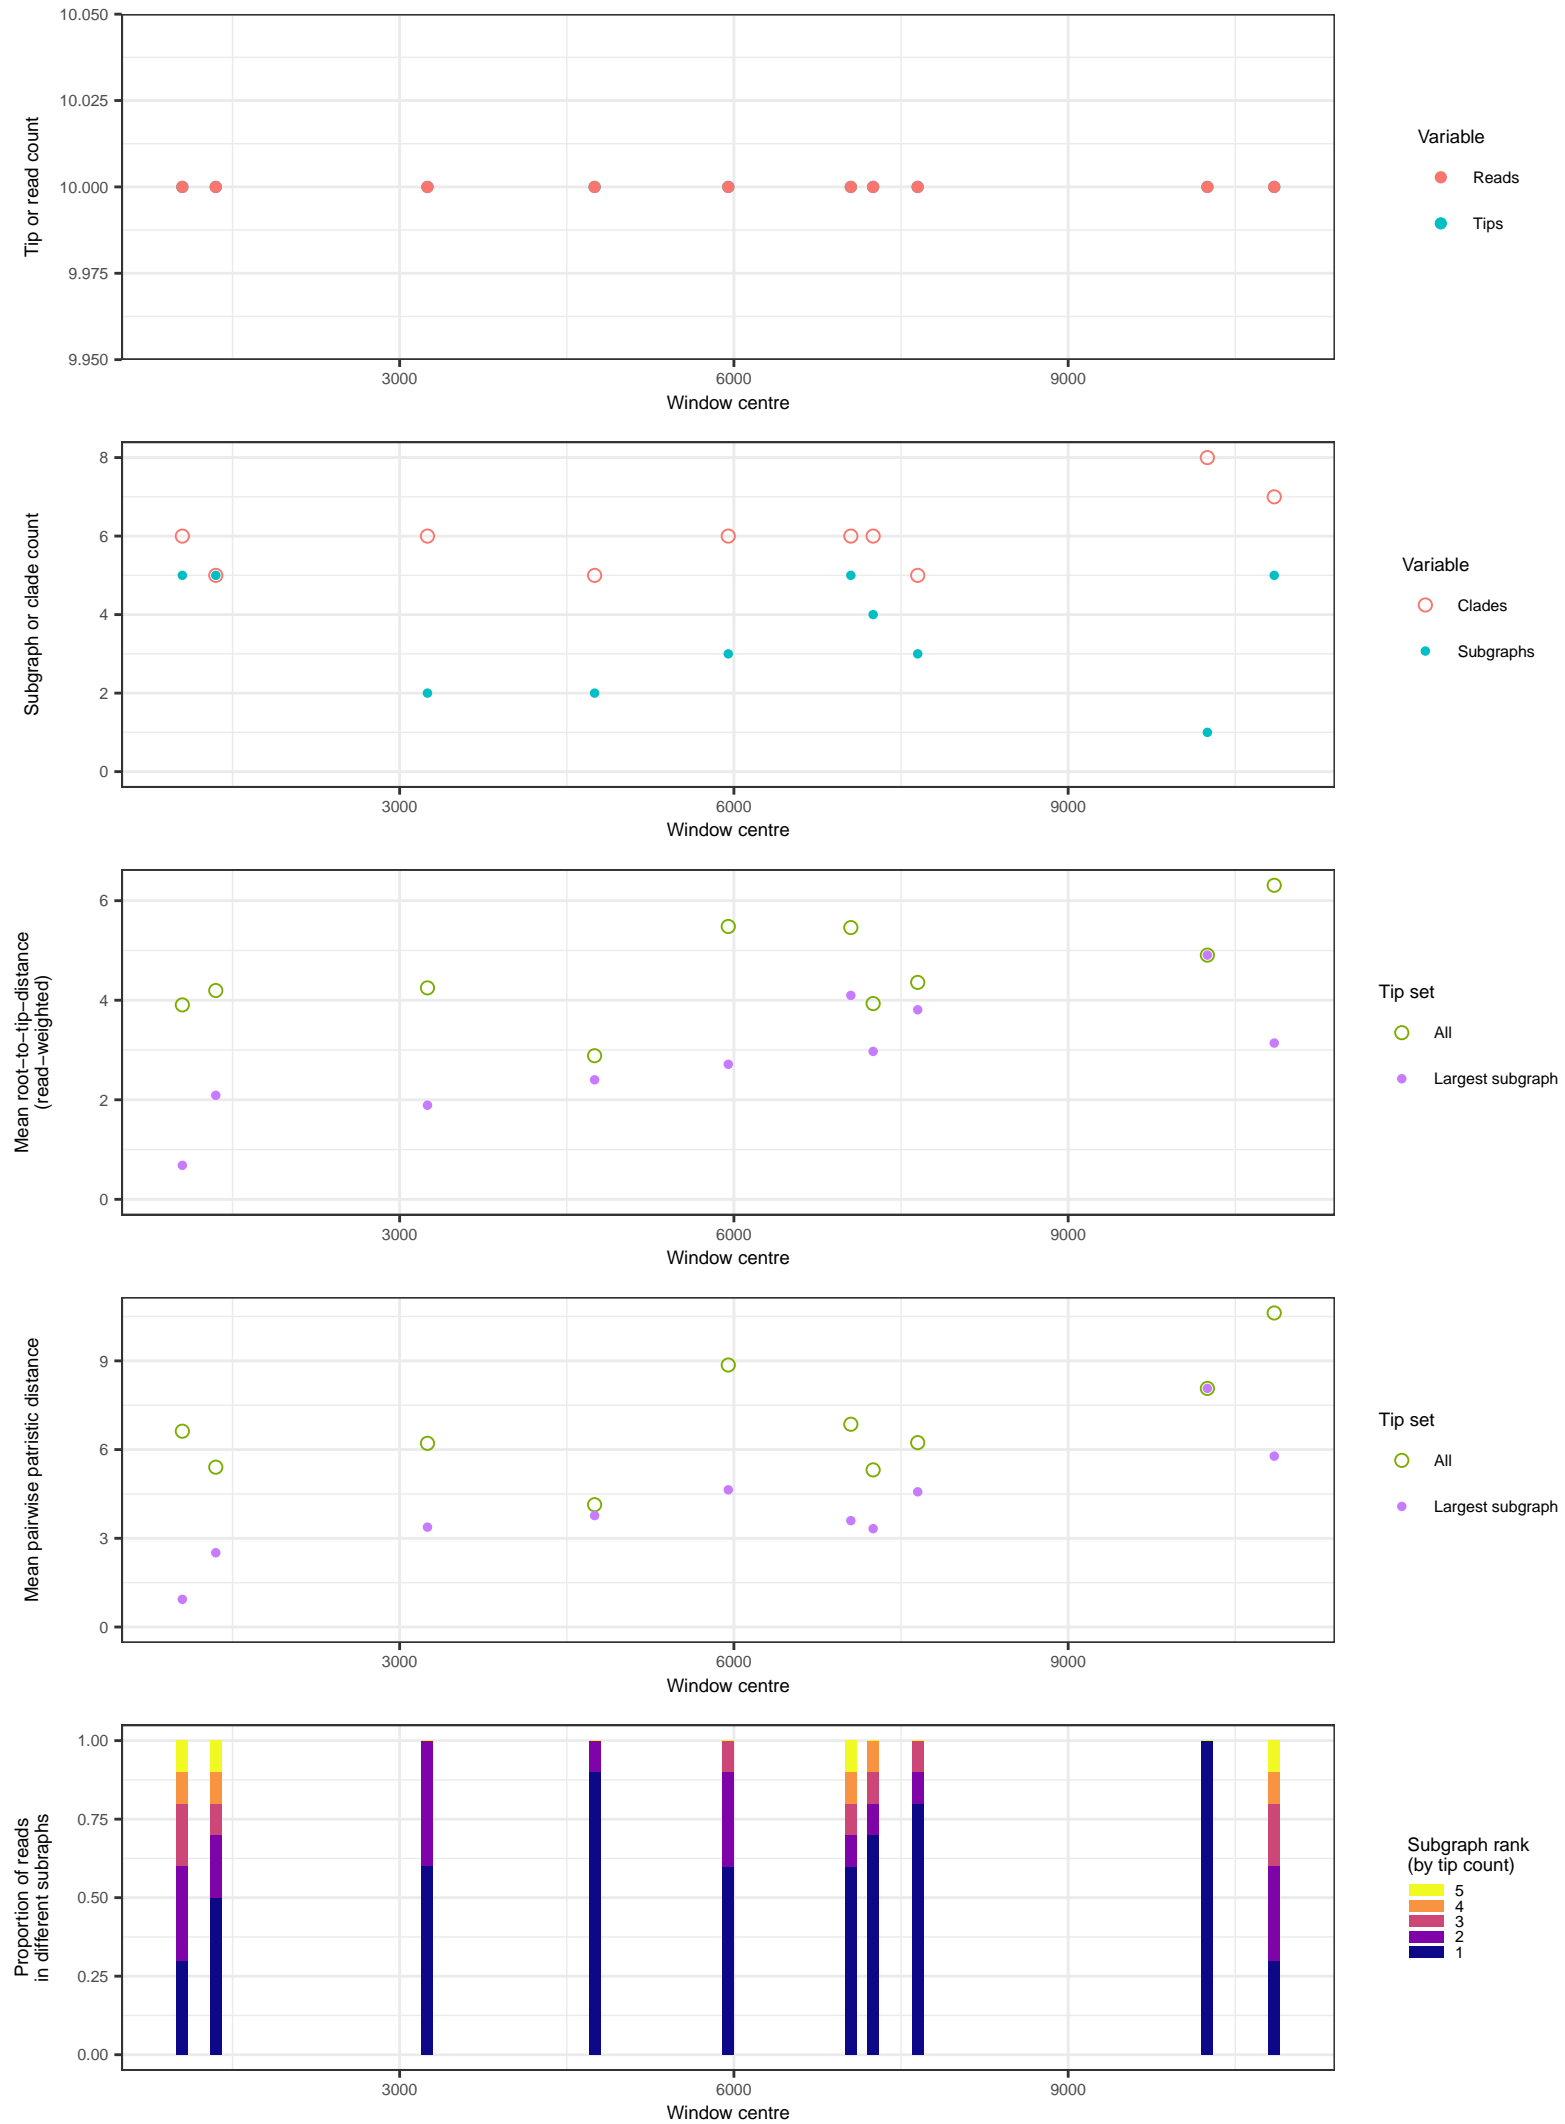 10.050
10.025
10.000
9.975
9.950
Tip or read count
3000 6000 9000
Window centre
Variable
Reads
Tips
8
6
4
2
0
Subgraph or clade count
3000 6000 9000
Window centre
Variable
Clades
Subgraphs
6
4
2
0
Mean root−to−tip−distance
(read−weighted)
3000 6000 9000
Window centre
Tip set
All
Largest subgraph
9
6
3
0
Mean pairwise patristic distance
3000 6000 9000
Window centre
Tip set
All
Largest subgraph
1.00
0.75
0.50
0.25
0.00
Proportion of reads
in different subraphs
3000 6000 9000
Window centre
Subgraph rank
(by tip count)
5
4
3
2
1